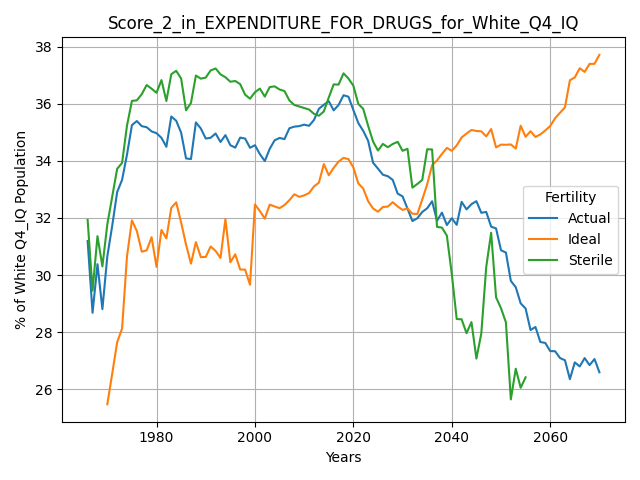 Score_2_in_EXPENDITURE_FOR_DRUGS_for_White_Q4_IQ
% of White Q4_IQ Population
38
36
34
32
30
28
26
Fertility
Actual
Ideal
Sterile
1980
2000
2020
2040
2060
Years